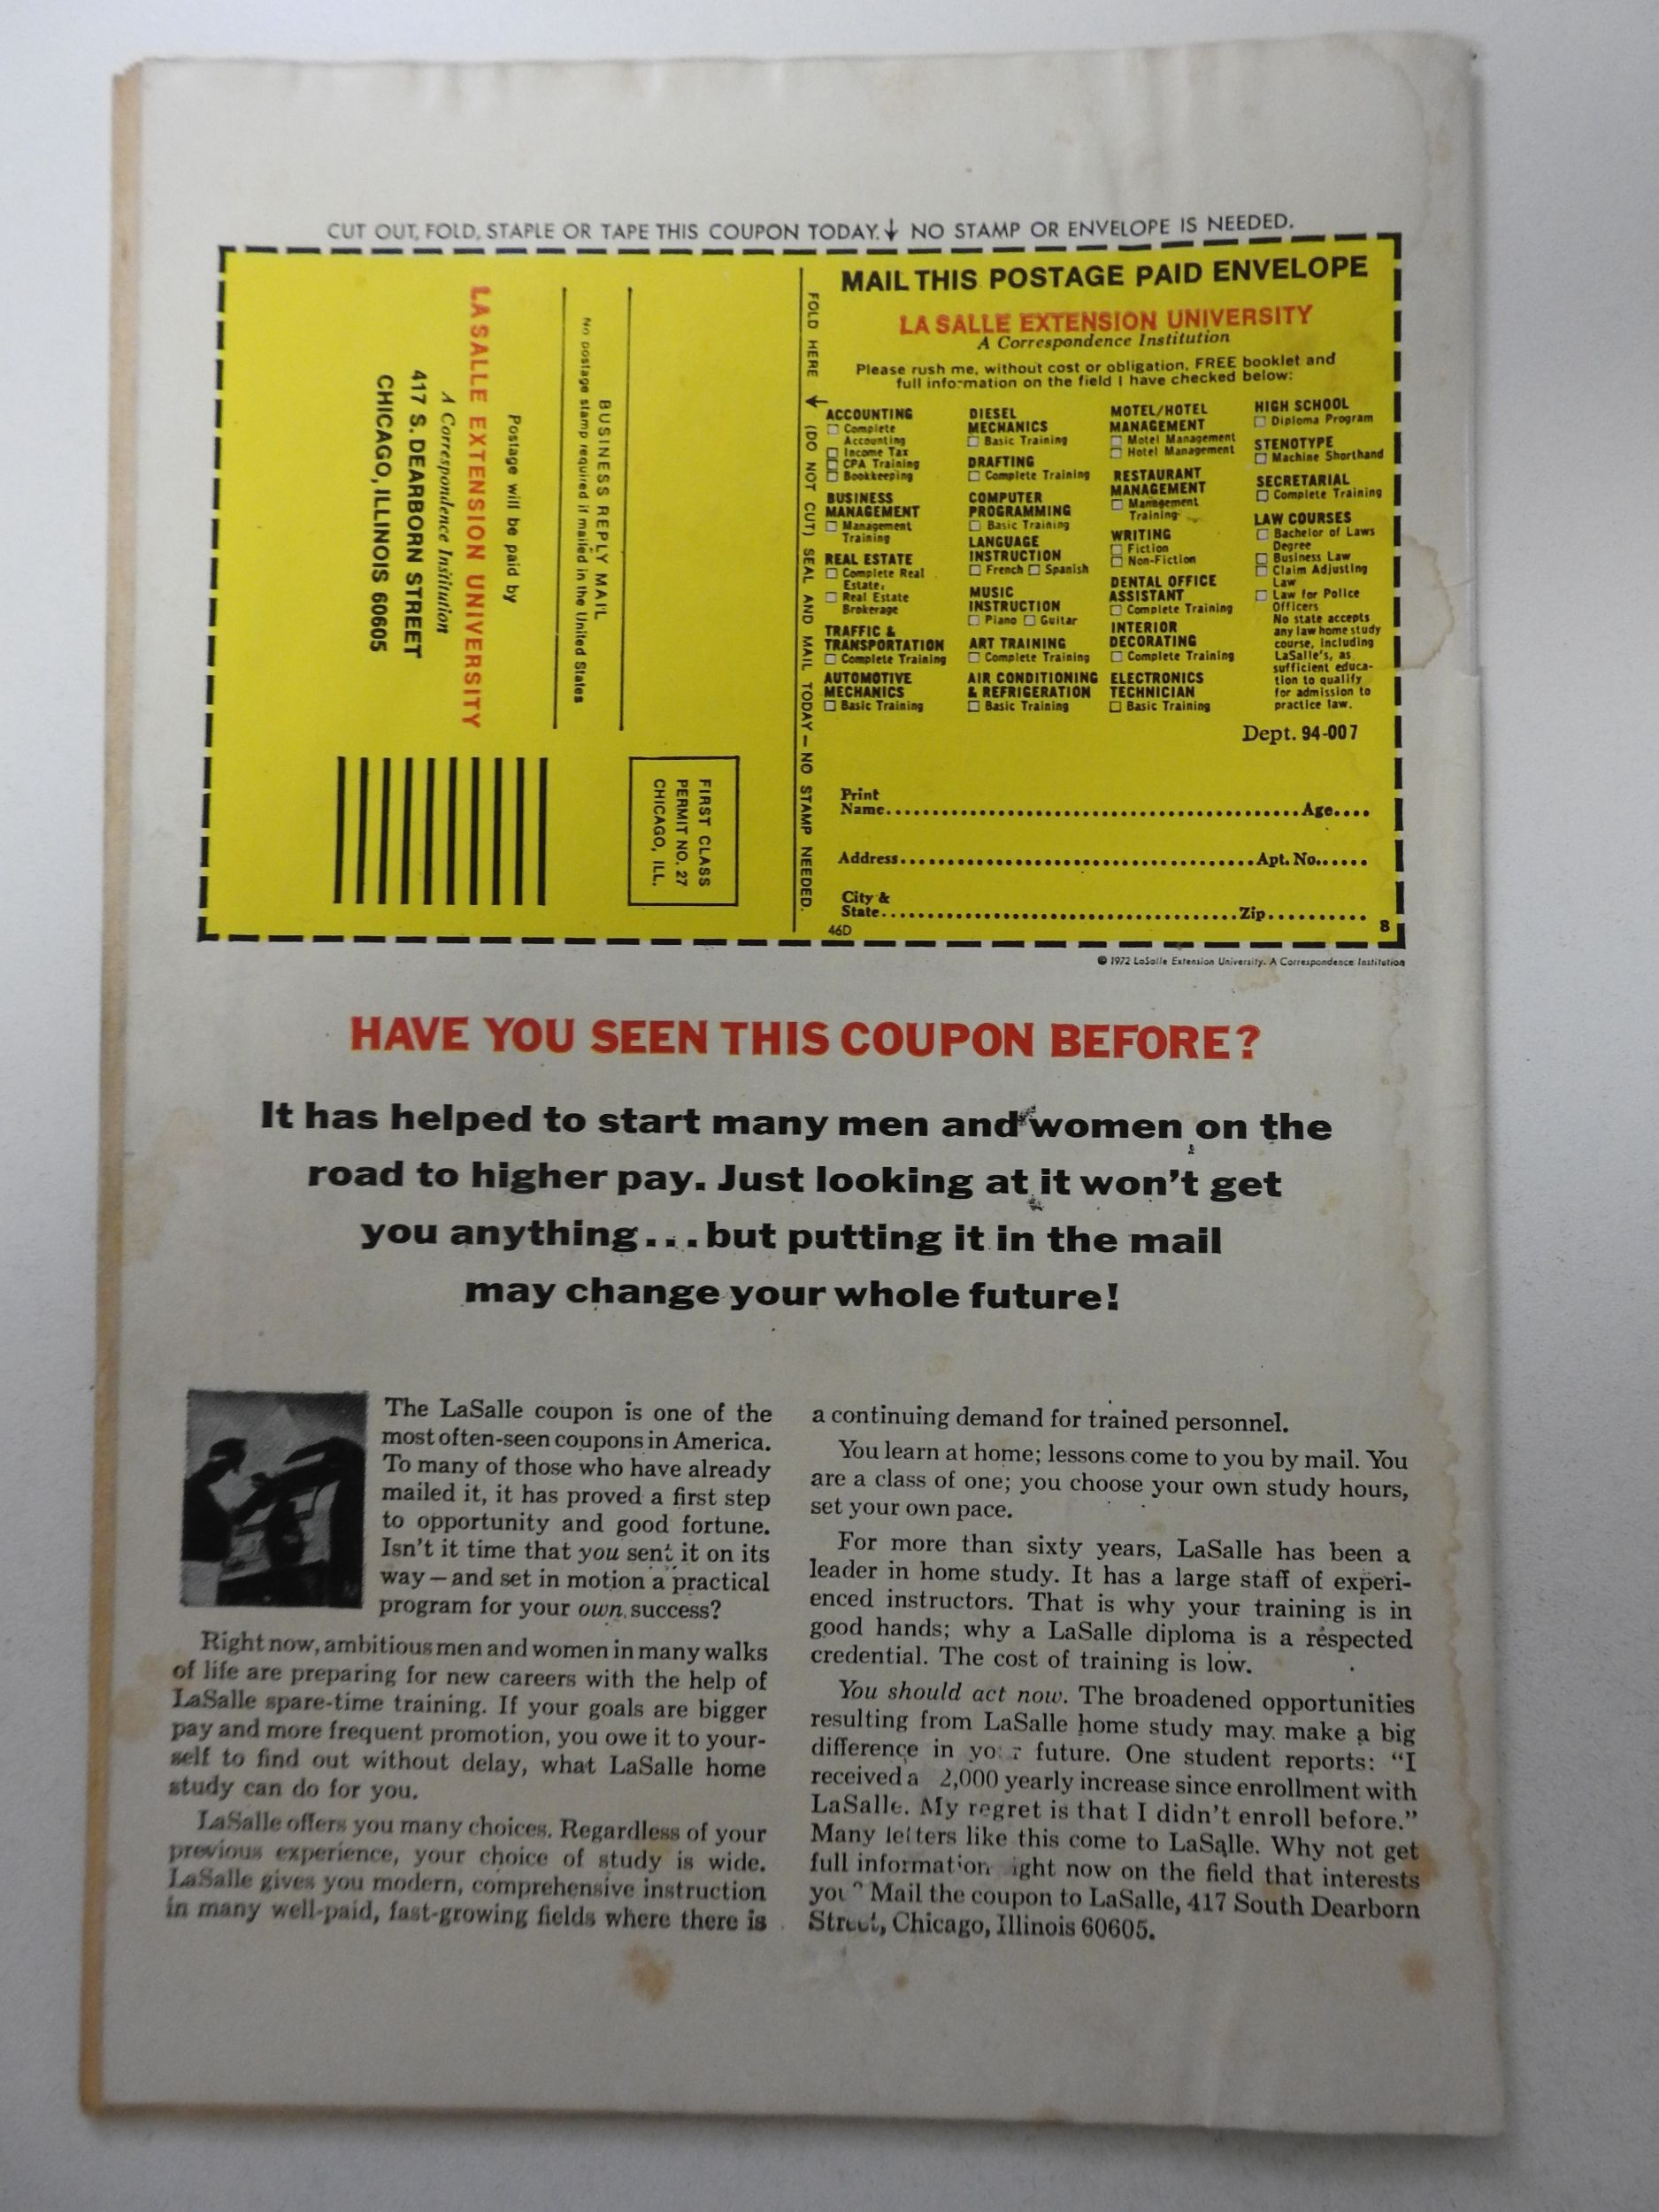 CUT OUT, FOLD, STAPLE OR TAPE THIS COUPON TODAY. ↓ NO STAMP OR ENVELOPE IS NEEDED.
LA SALLE EXTENSION UNIVERSITY
A Correspondence Institution
417 S. DEARBORN STREET
CHICAGO, ILLINOIS 60605
Postage will be paid by
BUSINESS REPLY MAIL
No postage stamp required if mailed in the United States
FIRST CLASS
PERMIT NO. 27
CHICAGO, ILL.
FOLD HERE ↓ (DO NOT CUT) SEAL AND MAIL TODAY — NO STAMP NEEDED.
MAIL THIS POSTAGE PAID ENVELOPE
LA SALLE EXTENSION UNIVERSITY
A Correspondence Institution
Please rush me, without cost or obligation, FREE booklet and
full information on the field I have checked below:
ACCOUNTING
☐ Complete
Accounting
☐ Income Tax
☐ CPA Training
☐ Bookkeeping
BUSINESS
MANAGEMENT
☐ Management
Training
REAL ESTATE
☐ Complete Real
Estate,
☐ Real Estate
Brokerage
TRAFFIC &
TRANSPORTATION
☐ Complete Training
AUTOMOTIVE
MECHANICS
☐ Basic Training
DIESEL
MECHANICS
☐ Basic Training
DRAFTING
☐ Complete Training
COMPUTER
PROGRAMMING
☐ Basic Training
LANGUAGE
INSTRUCTION
☐ French ☐ Spanish
MUSIC
INSTRUCTION
☐ Piano ☐ Guitar
ART TRAINING
☐ Complete Training
AIR CONDITIONING
& REFRIGERATION
☐ Basic Training
MOTEL/HOTEL
MANAGEMENT
☐ Motel Management
☐ Hotel Management
RESTAURANT
MANAGEMENT
☐ Management
Training
WRITING
☐ Fiction
☐ Non-Fiction
DENTAL OFFICE
ASSISTANT
☐ Complete Training
INTERIOR
DECORATING
☐ Complete Training
ELECTRONICS
TECHNICIAN
☐ Basic Training
HIGH SCHOOL
☐ Diploma Program
STENOTYPE
☐ Machine Shorthand
SECRETARIAL
☐ Complete Training
LAW COURSES
☐ Bachelor of Laws
Degree
☐ Business Law
☐ Claim Adjusting
Law
☐ Law for Police
Officers
No state accepts
any law home study
course, including
LaSalle's, as
sufficient educa-
tion to qualify
for admission to
practice law.
Dept. 94-007
Print
Name.......... Age....
Address.......... Apt. No......
City &
State.......... Zip..........
46D 8
© 1972 LaSalle Extension University. A Correspondence Institution
HAVE YOU SEEN THIS COUPON BEFORE?
It has helped to start many men and women on the
road to higher pay. Just looking at it won't get
you anything...but putting it in the mail
may change your whole future!
The LaSalle coupon is one of the
most often-seen coupons in America.
To many of those who have already
mailed it, it has proved a first step
to opportunity and good fortune.
Isn't it time that you sent it on its
way—and set in motion a practical
program for your own success?
Right now, ambitious men and women in many walks
of life are preparing for new careers with the help of
LaSalle spare-time training. If your goals are bigger
pay and more frequent promotion, you owe it to your-
self to find out without delay, what LaSalle home
study can do for you.
LaSalle offers you many choices. Regardless of your
previous experience, your choice of study is wide.
LaSalle gives you modern, comprehensive instruction
in many well-paid, fast-growing fields where there is
a continuing demand for trained personnel.
You learn at home; lessons come to you by mail. You
are a class of one; you choose your own study hours,
set your own pace.
For more than sixty years, LaSalle has been a
leader in home study. It has a large staff of experi-
enced instructors. That is why your training is in
good hands; why a LaSalle diploma is a respected
credential. The cost of training is low.
You should act now. The broadened opportunities
resulting from LaSalle home study may make a big
difference in your future. One student reports: "I
received a 2,000 yearly increase since enrollment with
LaSalle. My regret is that I didn't enroll before."
Many letters like this come to LaSalle. Why not get
full information right now on the field that interests
you? Mail the coupon to LaSalle, 417 South Dearborn
Street, Chicago, Illinois 60605.